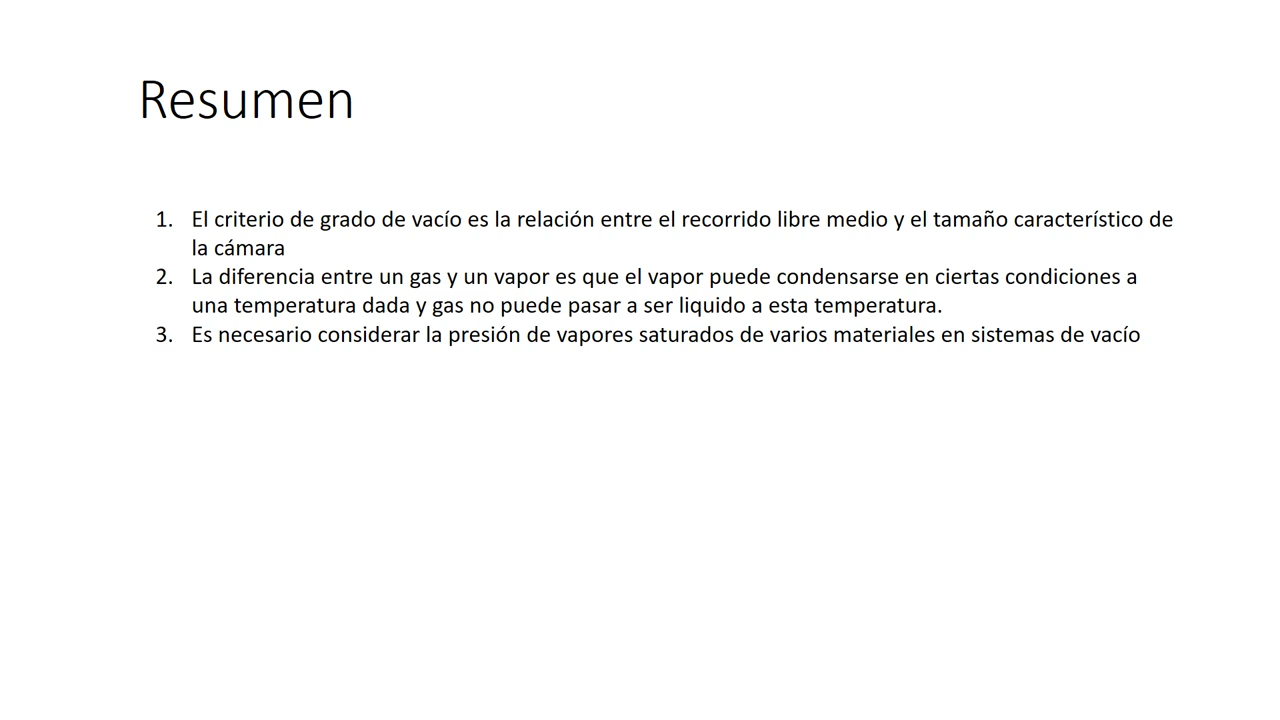 Resumen
1. El criterio de grado de vacío es la relación entre el recorrido libre medio y el tamaño característico de
la cámara
2. La diferencia entre un gas y un vapor es que el vapor puede condensarse en ciertas condiciones a
una temperatura dada y gas no puede pasar a ser liquido a esta temperatura.
3. Es necesario considerar la presión de vapores saturados de varios materiales en sistemas de vacío